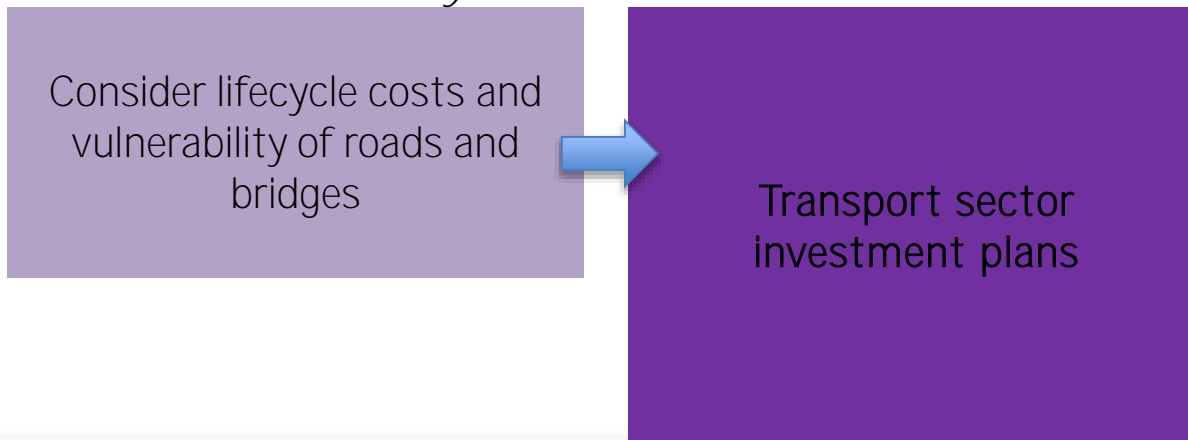 Consider lifecycle costs and
vulnerability of roads and
bridges
Transport sector
investment plans